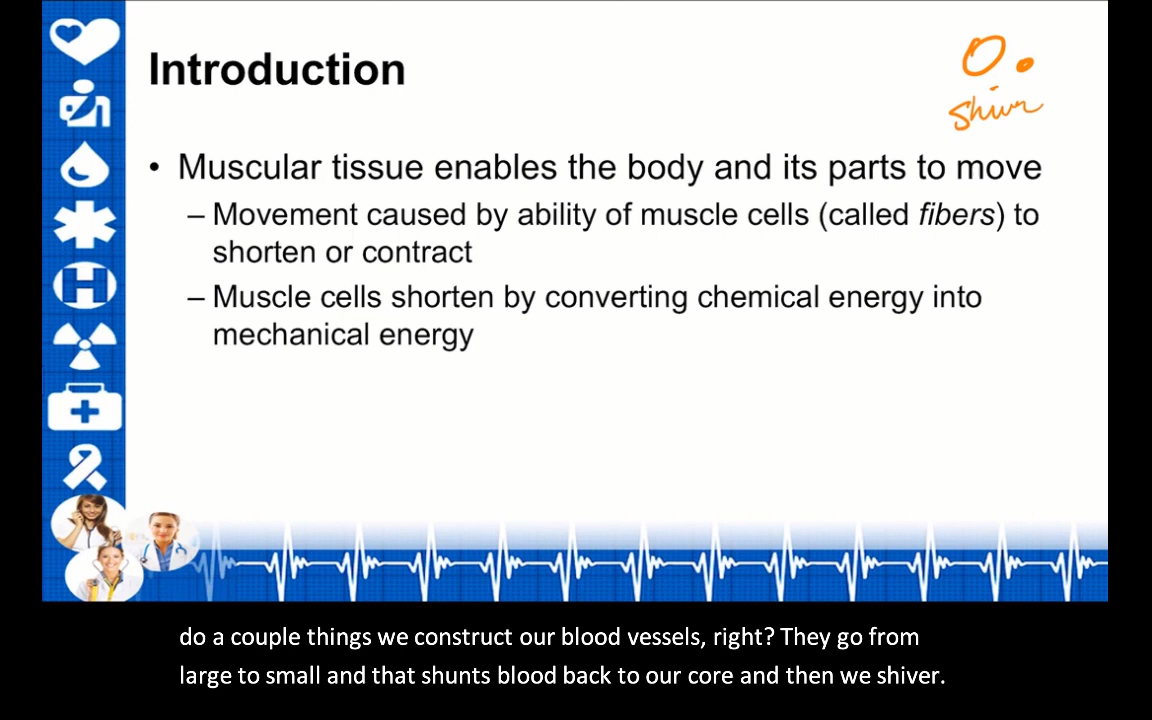 Introduction
shivr
• Muscular tissue enables the body and its parts to move
– Movement caused by ability of muscle cells (called fibers) to
shorten or contract
– Muscle cells shorten by converting chemical energy into
mechanical energy
H
do a couple things we construct our blood vessels, right? They go from
large to small and that shunts blood back to our core and then we shiver.